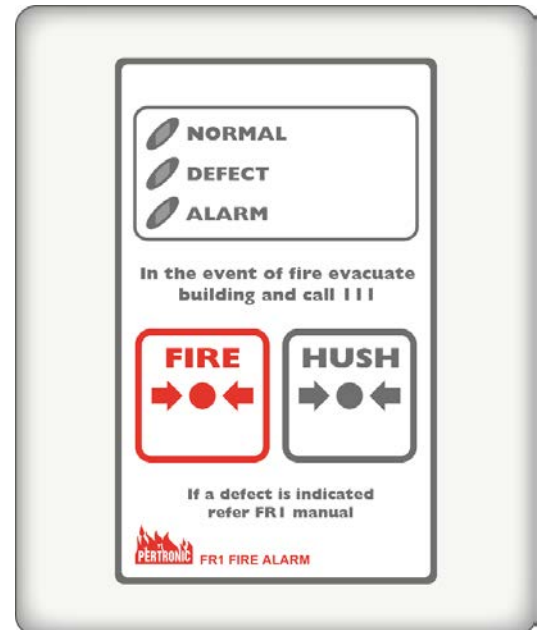 NORMAL
DEFECT
ALARM
In the event of fire evacuate
building and call 111
FIRE HUSH
If a defect is indicated
refer FR1 manual
PERTRONIC FR1 FIRE ALARM